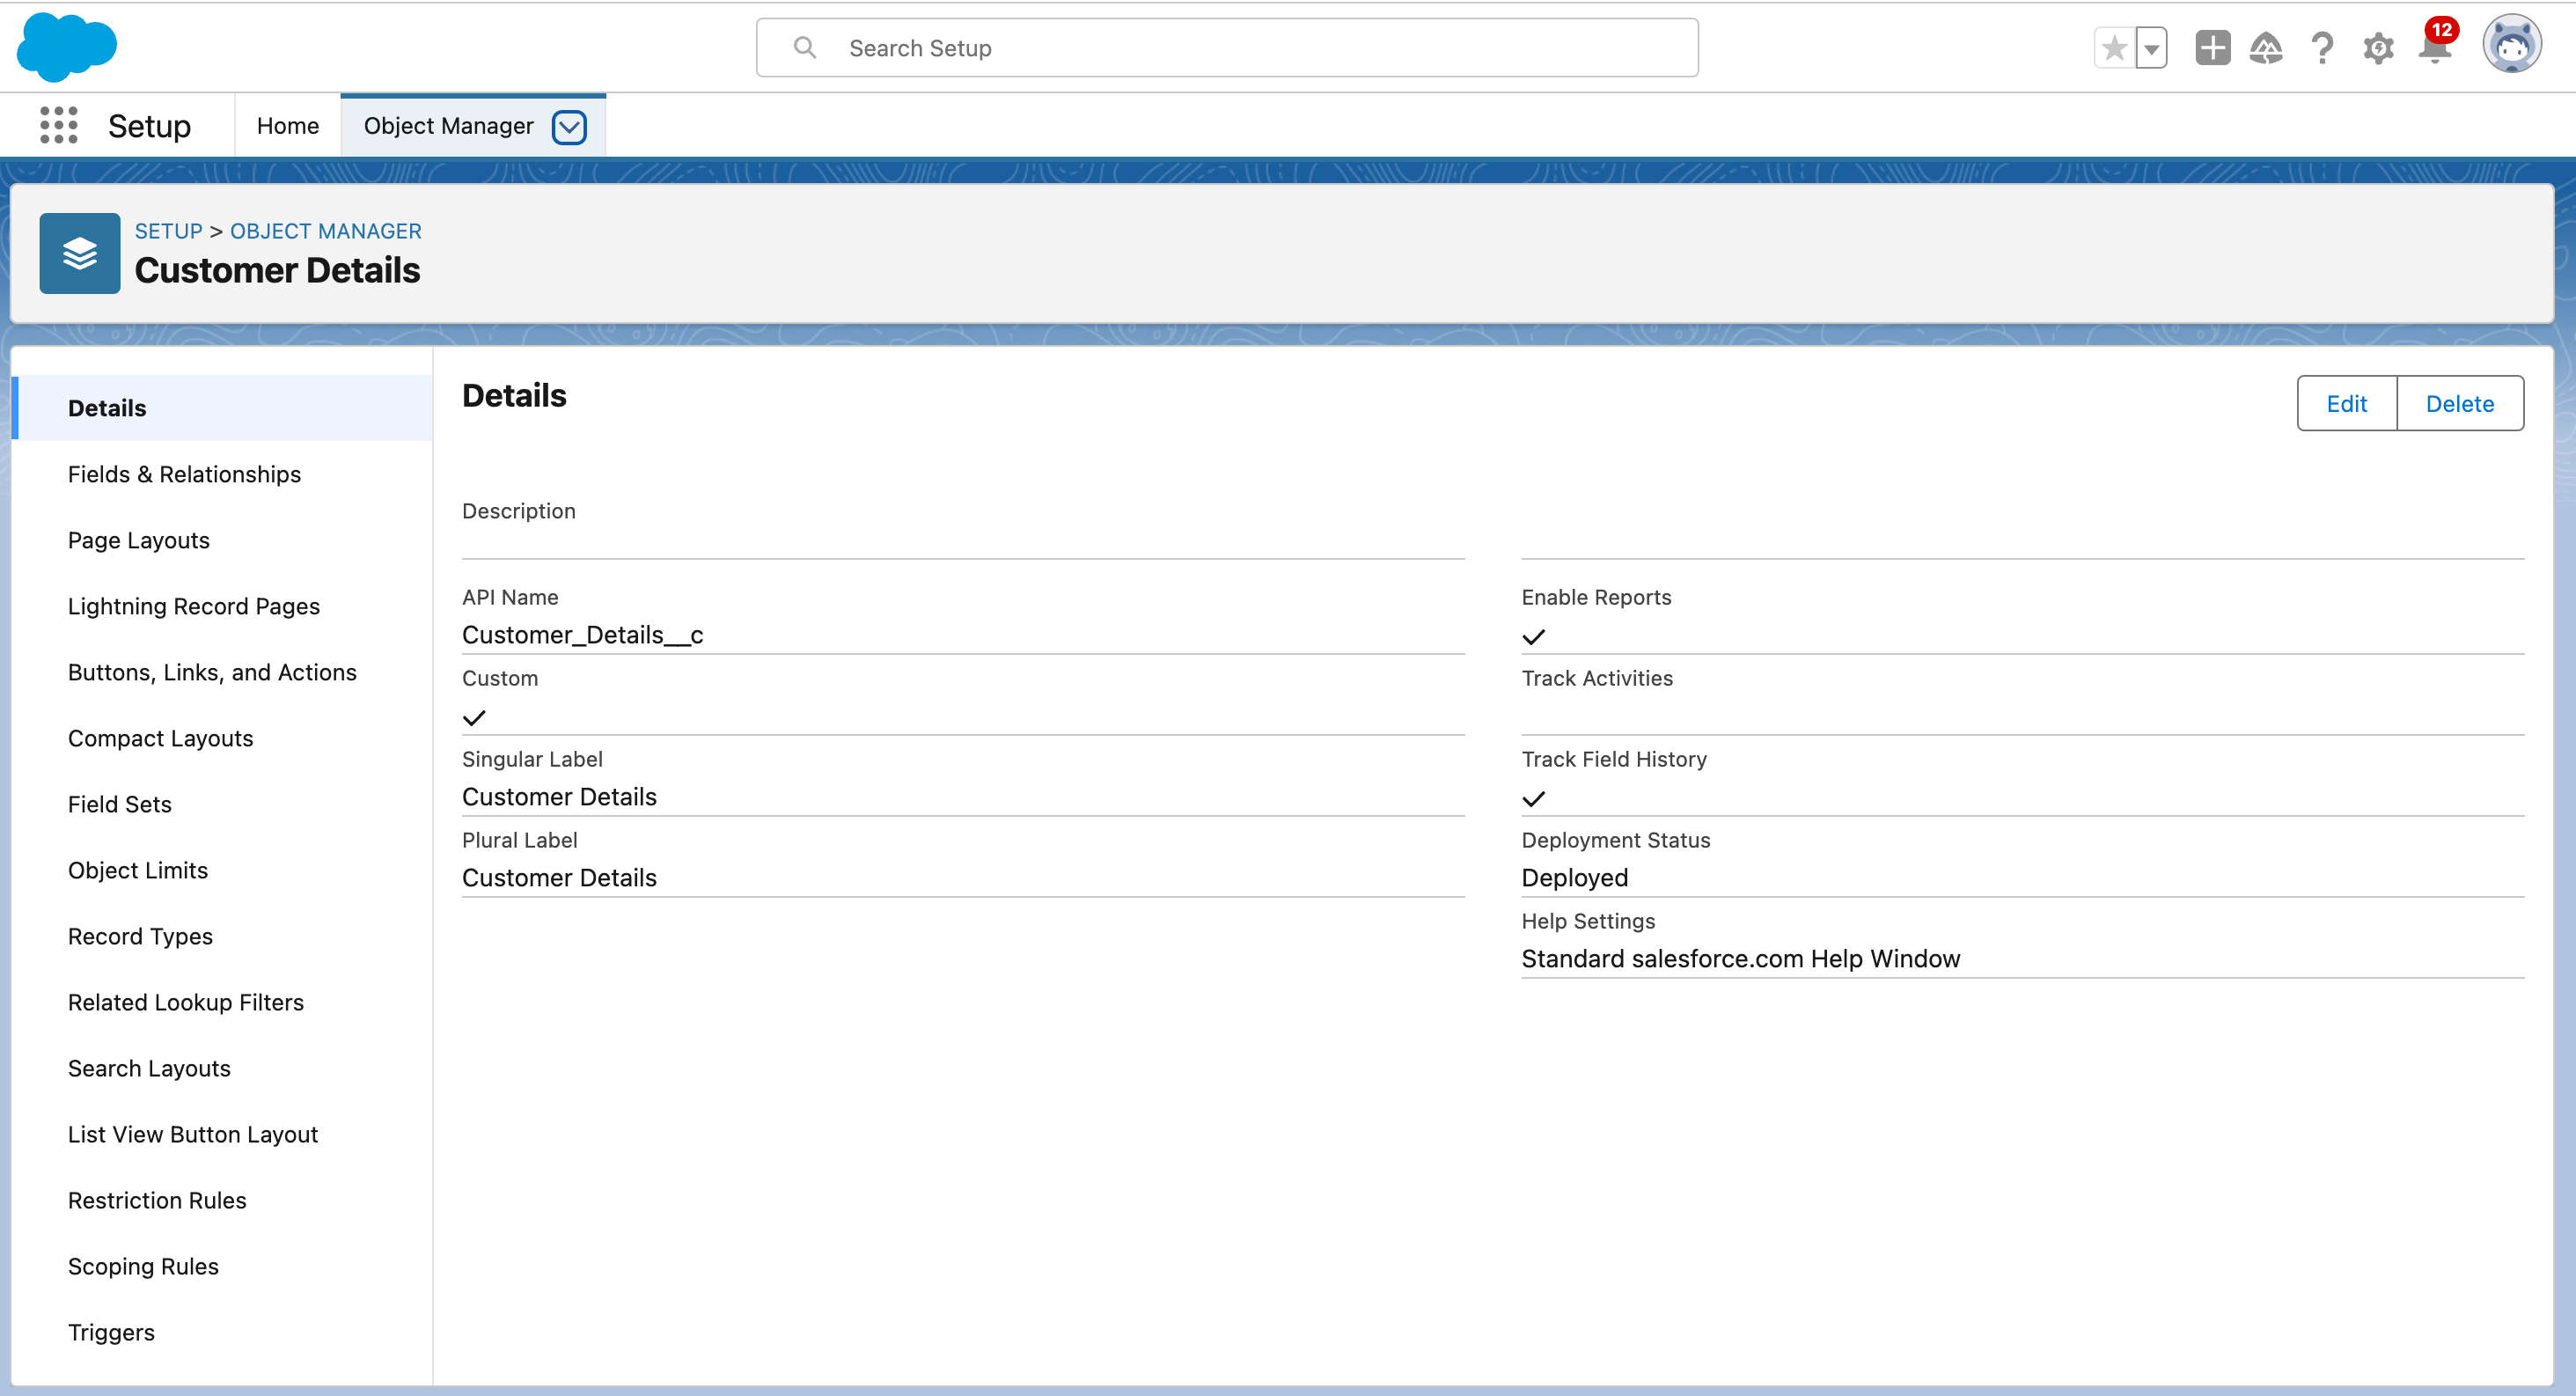 Search Setup
12
Setup
Home
Object Manager
SETUP > OBJECT MANAGER
Customer Details
Details
Fields & Relationships
Page Layouts
Lightning Record Pages
Buttons, Links, and Actions
Compact Layouts
Field Sets
Object Limits
Record Types
Related Lookup Filters
Search Layouts
List View Button Layout
Restriction Rules
Scoping Rules
Triggers
Details
Edit
Delete
Description
API Name
Customer_Details__c
Custom
Singular Label
Customer Details
Plural Label
Customer Details
Enable Reports
Track Activities
Track Field History
Deployment Status
Deployed
Help Settings
Standard salesforce.com Help Window